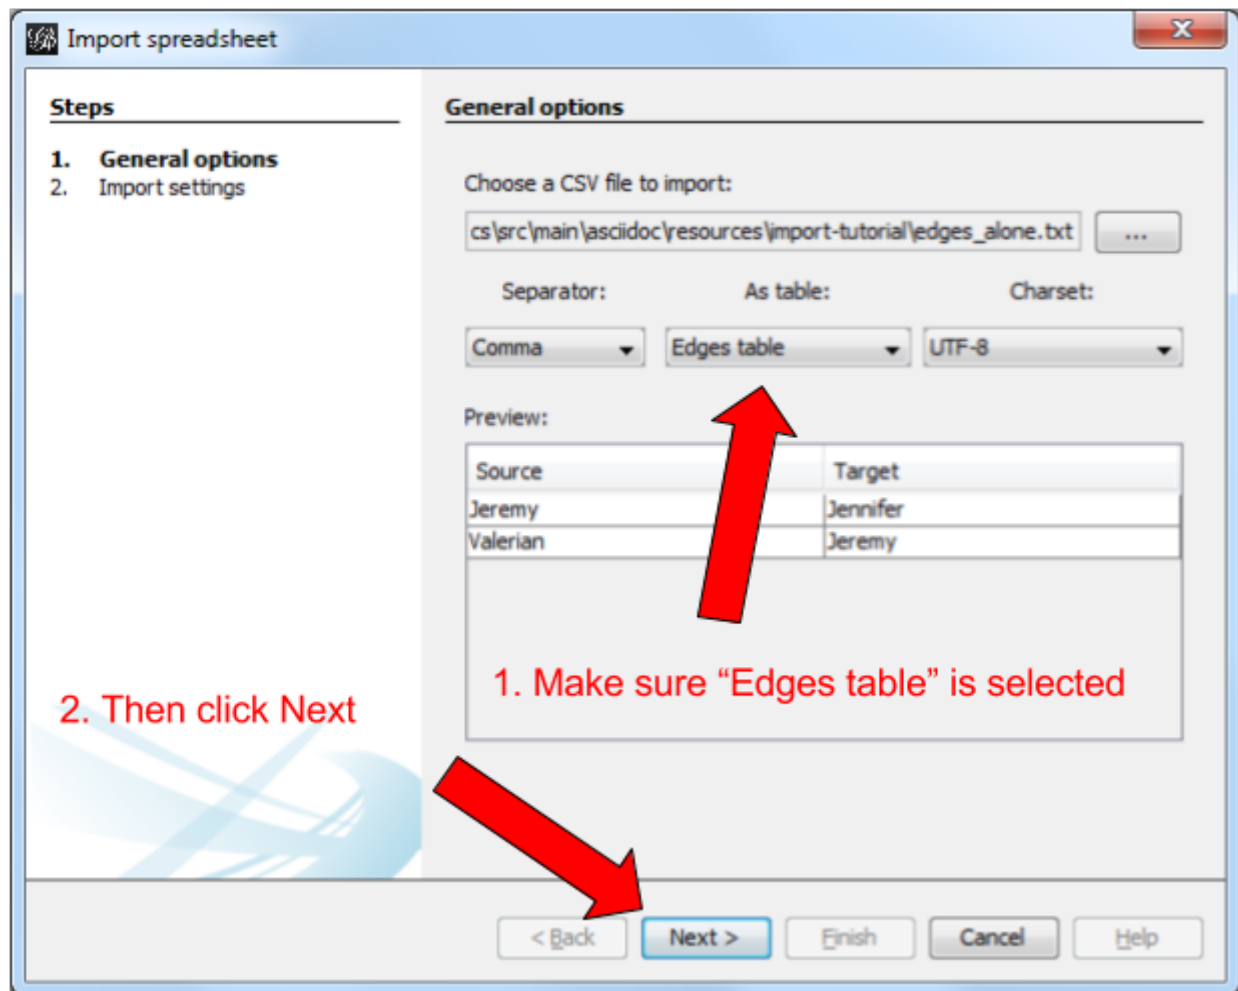 Import spreadsheet
Steps
1. General options
2. Import settings
General options
Choose a CSV file to import:
cs\src\main\asciidoc\resources\import-tutorial\edges_alone.txt ...
Separator: As table: Charset:
Comma Edges table UTF-8
Preview:
Source Target
Jeremy Jennifer
Valerian Jeremy
1. Make sure “Edges table” is selected
2. Then click Next
< Back Next > Finish Cancel Help